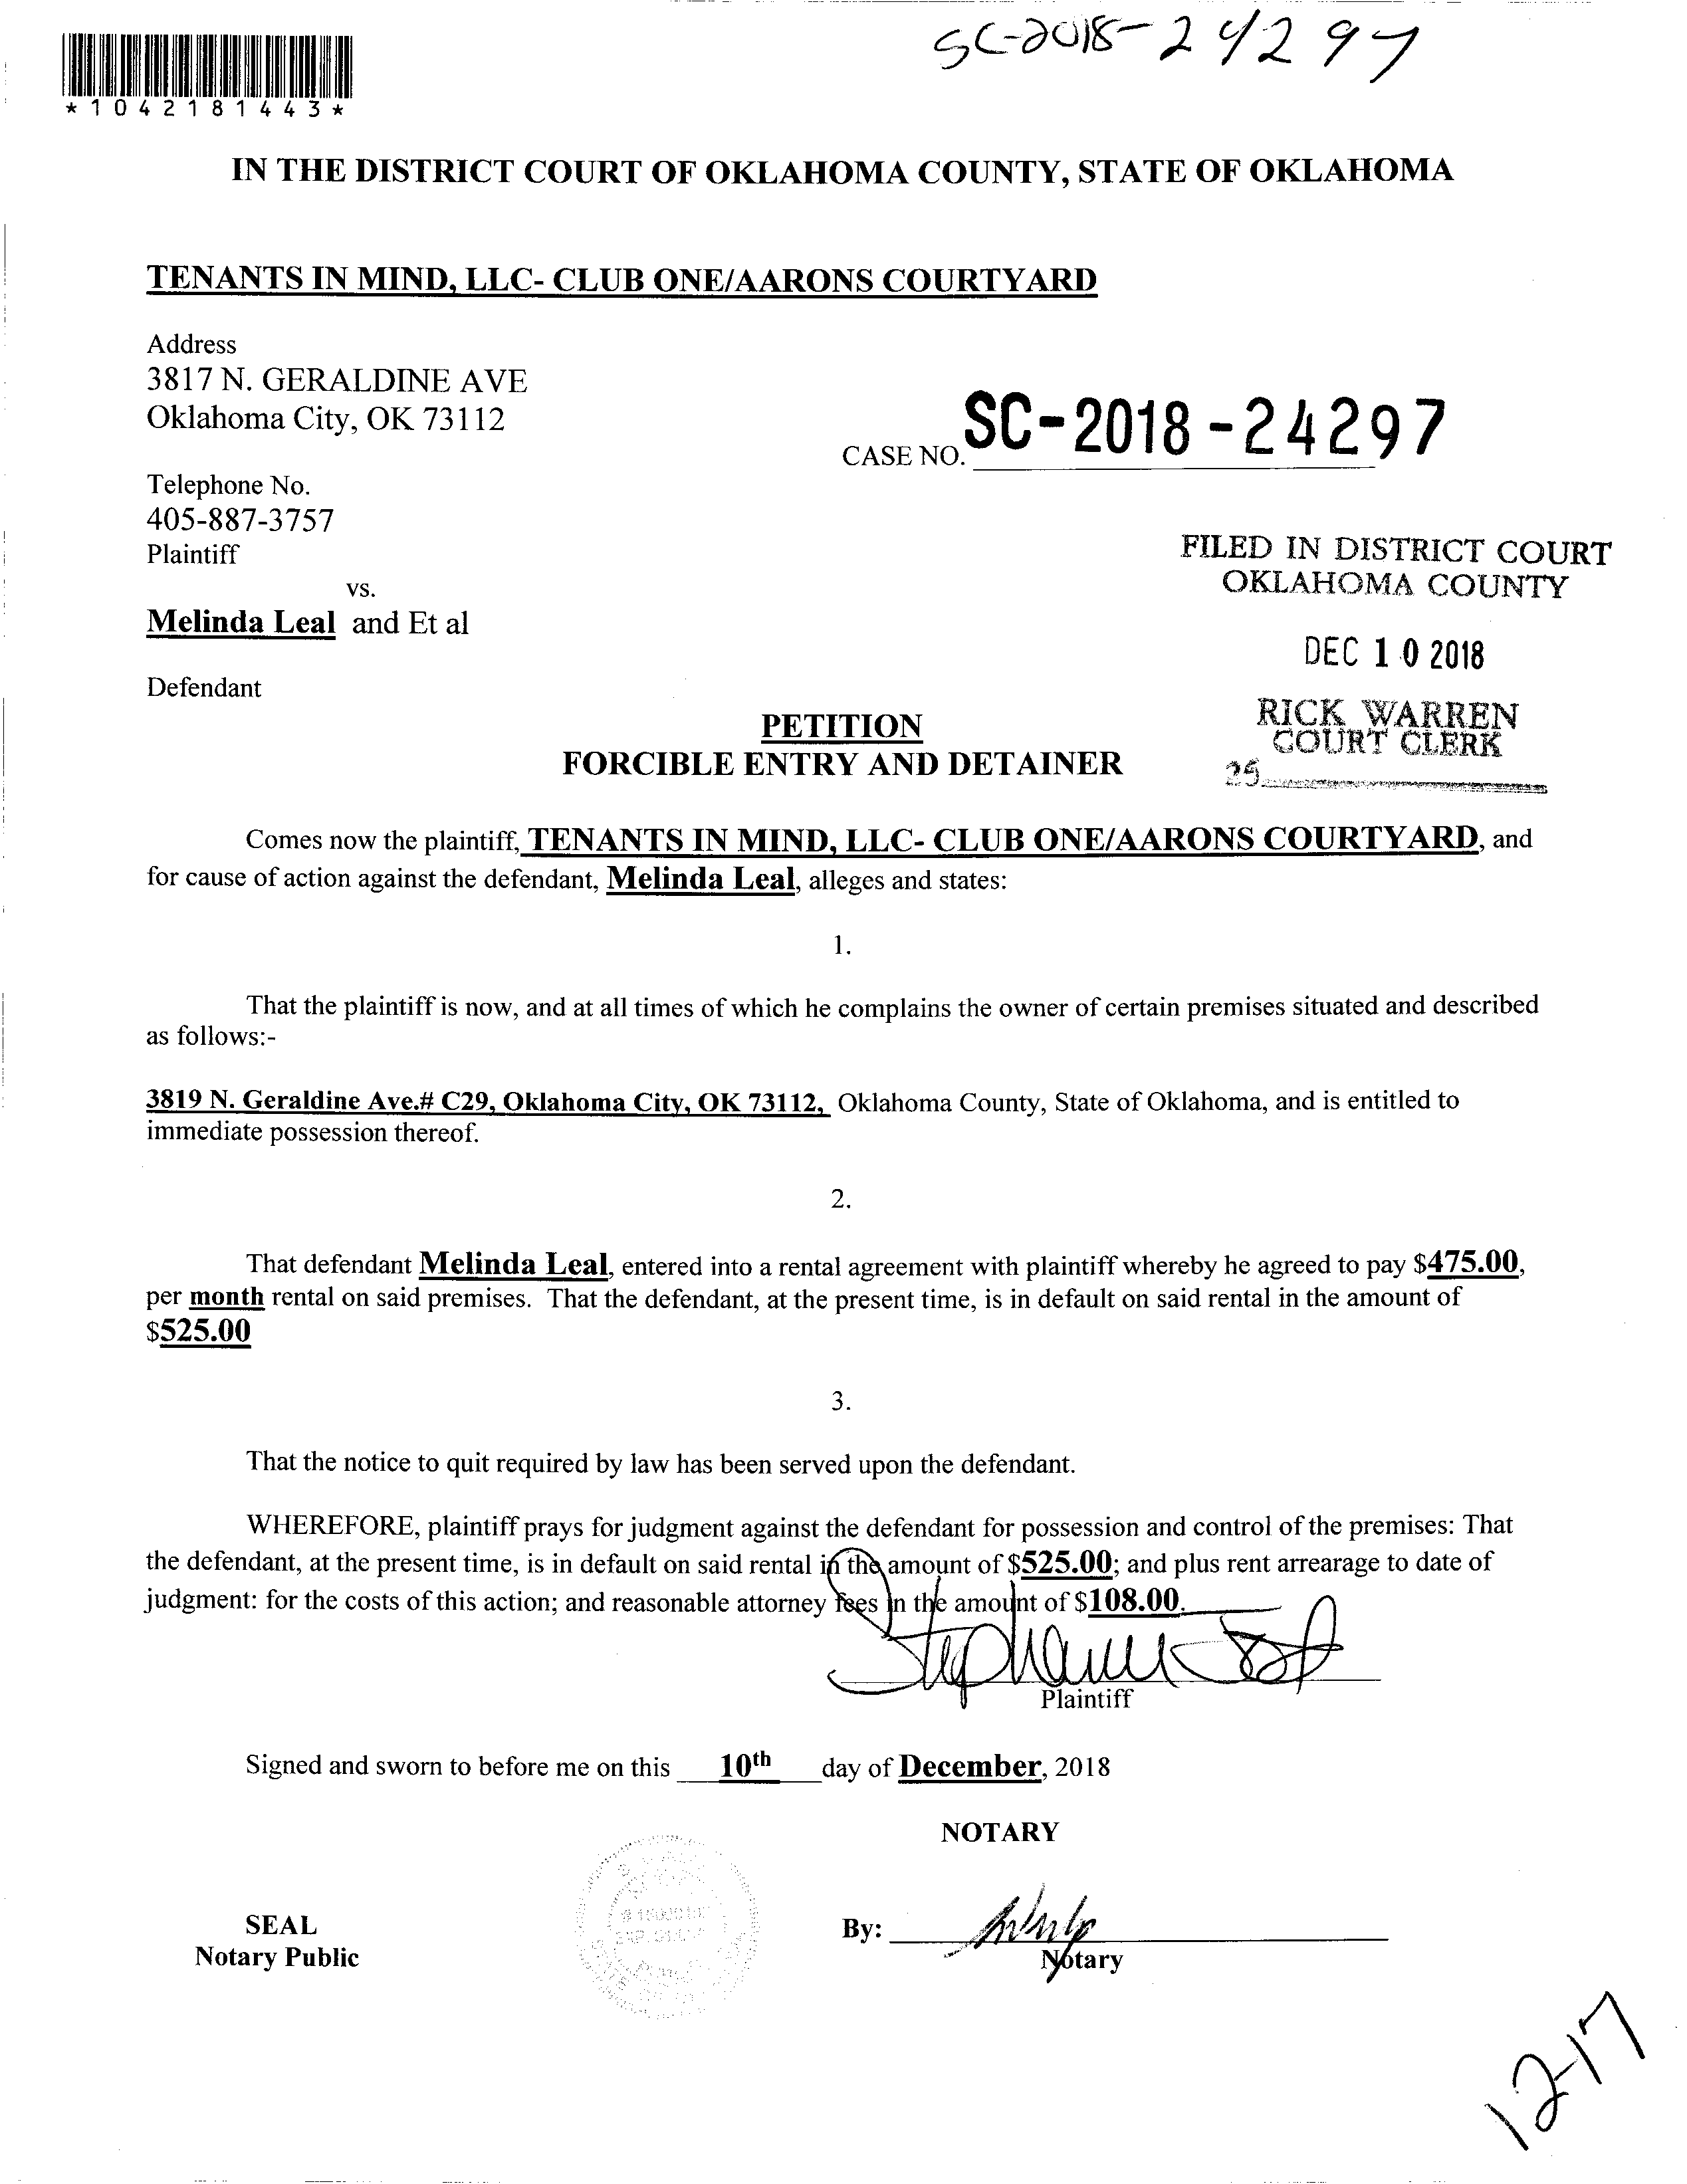 SC-2018-24297
*1042181443*
IN THE DISTRICT COURT OF OKLAHOMA COUNTY, STATE OF OKLAHOMA
TENANTS IN MIND, LLC- CLUB ONE/AARONS COURTYARD
Address
3817 N. GERALDINE AVE
Oklahoma City, OK 73112
CASE NO. SC-2018-24297
Telephone No.
405-887-3757
Plaintiff
vs.
Melinda Leal and Et al
Defendant
FILED IN DISTRICT COURT
OKLAHOMA COUNTY
DEC 10 2018
RICK WARREN
COURT CLERK
25
PETITION
FORCIBLE ENTRY AND DETAINER
Comes now the plaintiff, TENANTS IN MIND, LLC- CLUB ONE/AARONS COURTYARD, and
for cause of action against the defendant, Melinda Leal, alleges and states:
1.
That the plaintiff is now, and at all times of which he complains the owner of certain premises situated and described
as follows:-
3819 N. Geraldine Ave.# C29, Oklahoma City, OK 73112, Oklahoma County, State of Oklahoma, and is entitled to
immediate possession thereof.
2.
That defendant Melinda Leal, entered into a rental agreement with plaintiff whereby he agreed to pay $475.00,
per month rental on said premises. That the defendant, at the present time, is in default on said rental in the amount of
$525.00
3.
That the notice to quit required by law has been served upon the defendant.
WHEREFORE, plaintiff prays for judgment against the defendant for possession and control of the premises: That
the defendant, at the present time, is in default on said rental in the amount of $525.00; and plus rent arrearage to date of
judgment: for the costs of this action; and reasonable attorney fees in the amount of $108.00.
Plaintiff
Signed and sworn to before me on this 10th day of December, 2018
NOTARY
SEAL
Notary Public
By:
Notary
12-17